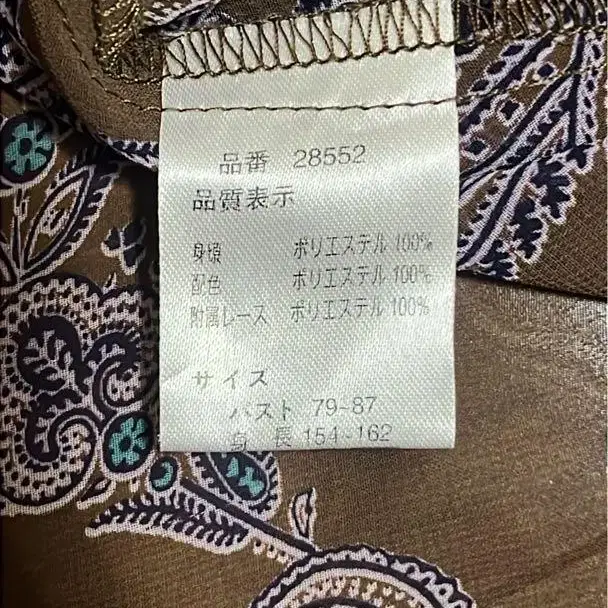 品番 28552
品質表示
身頃 ポリエステル 100%
配色 ポリエステル 100%
附属レース ポリエステル 100%
サイズ
バスト 79~87
身 長 154~162